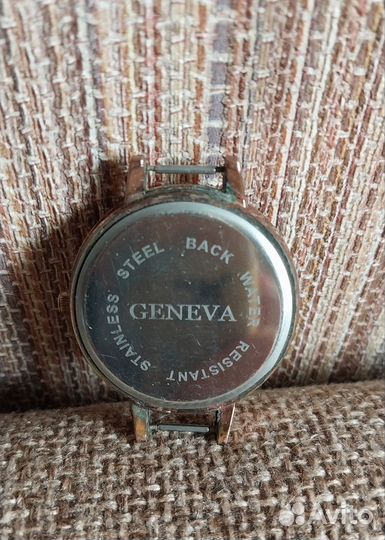 STAINLESS STEEL BACK WATER RESISTANT
GENEVA
Avito